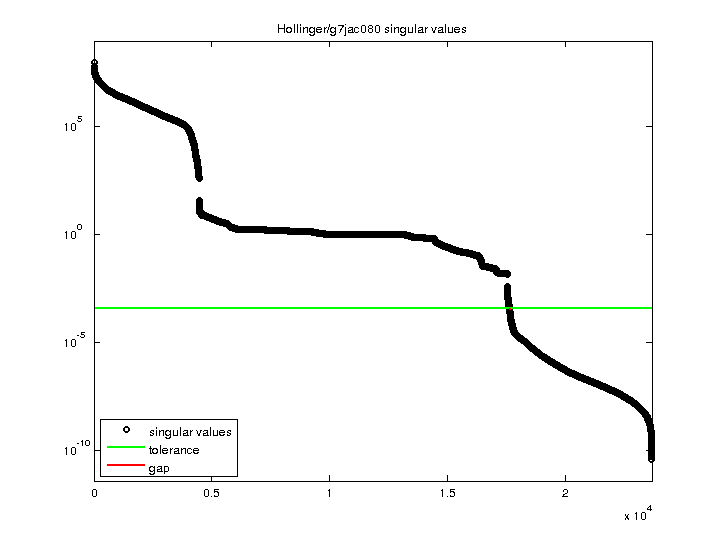 Hollinger/g7jac080 singular values
10^5
10^0
10^-5
10^-10
singular values
tolerance
gap
0 0.5 1 1.5 2
x 10^4